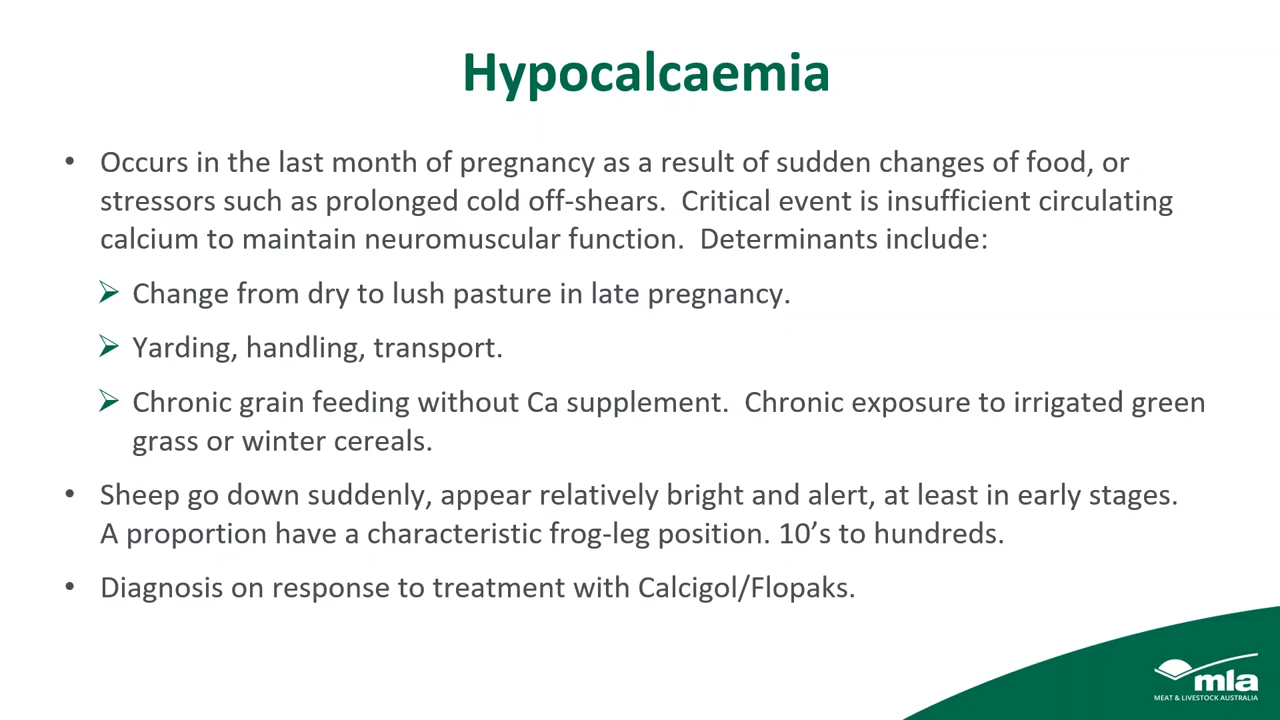 Hypocalcaemia
• Occurs in the last month of pregnancy as a result of sudden changes of food, or
stressors such as prolonged cold off-shears.  Critical event is insufficient circulating
calcium to maintain neuromuscular function.  Determinants include:
➢ Change from dry to lush pasture in late pregnancy.
➢ Yarding, handling, transport.
➢ Chronic grain feeding without Ca supplement.  Chronic exposure to irrigated green
grass or winter cereals.
• Sheep go down suddenly, appear relatively bright and alert, at least in early stages.
A proportion have a characteristic frog-leg position. 10’s to hundreds.
• Diagnosis on response to treatment with Calcigol/Flopaks.
mla
MEAT & LIVESTOCK AUSTRALIA